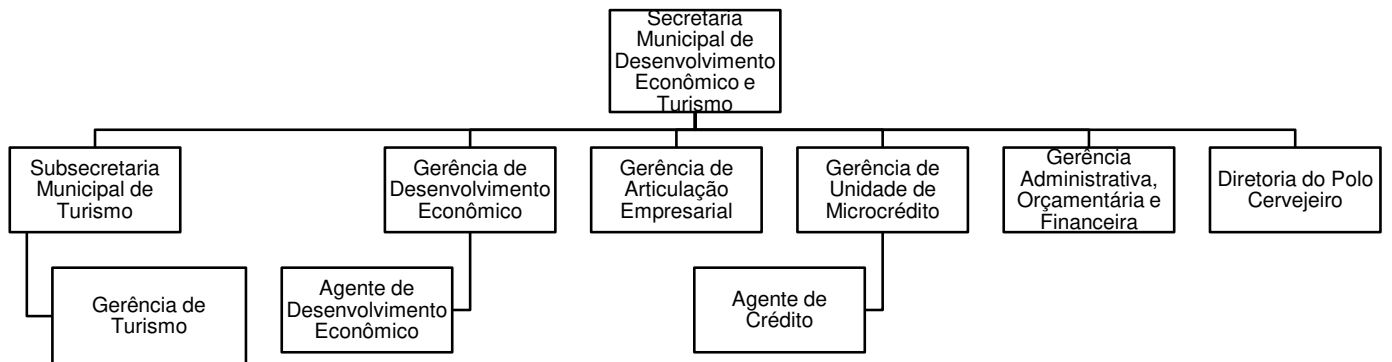 Secretaria
Municipal de
Desenvolvimento
Econômico e
Turismo
Subsecretaria
Municipal de
Turismo
Gerência de
Desenvolvimento
Econômico
Gerência de
Articulação
Empresarial
Gerência de
Unidade de
Microcrédito
Gerência
Administrativa,
Orçamentária e
Financeira
Diretoria do Polo
Cervejeiro
Gerência de
Turismo
Agente de
Desenvolvimento
Econômico
Agente de
Crédito